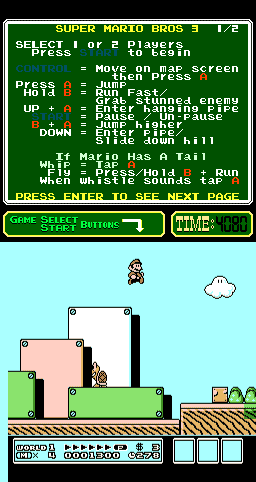 SUPER MARIO BROS 3 1/2
SELECT 1 or 2 Players
Press START to begin
CONTROL = Move on map screen
then Press A
Press A = Jump
Hold B = Run Fast/
Grab stunned enemy
UP + A = Enter hanging pipe
START = Pause / Un-pause
B + A = Jump higher
DOWN = Enter pipe/
Slide down hill
If Mario Has A Tail
Whip = Tap A
Fly = Press/Hold B + Run
When whistle sounds tap A
PRESS ENTER TO SEE NEXT PAGE
GAME SELECT
START BUTTONS
TIME: 4080
WORLD 1 P $ 3
M × 4 0001300 278